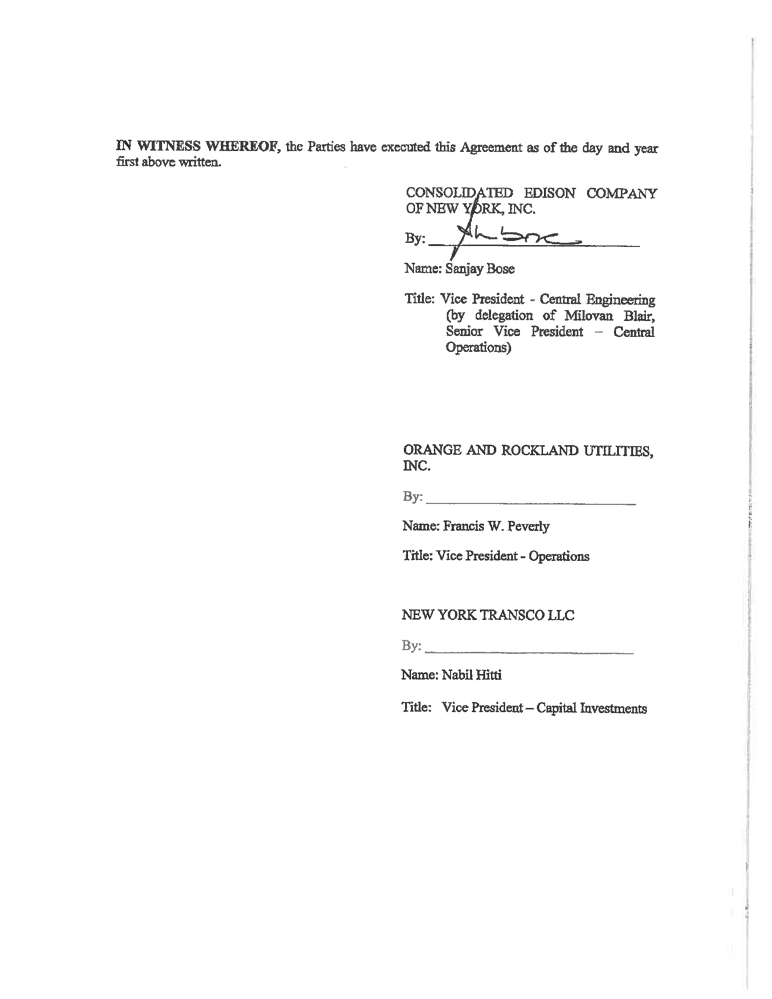 IN WITNESS WHEREOF, the Parties have executed this Agreement as of the day and year
first above written.
CONSOLIDATED EDISON COMPANY
OF NEW YORK, INC.
By:
Name: Sanjay Bose
Title: Vice President - Central Engineering
(by delegation of Milovan Blair,
Senior Vice President – Central
Operations)
ORANGE AND ROCKLAND UTILITIES,
INC.
By:
Name: Francis W. Peverly
Title: Vice President - Operations
NEW YORK TRANSCO LLC
By:
Name: Nabil Hitti
Title: Vice President – Capital Investments